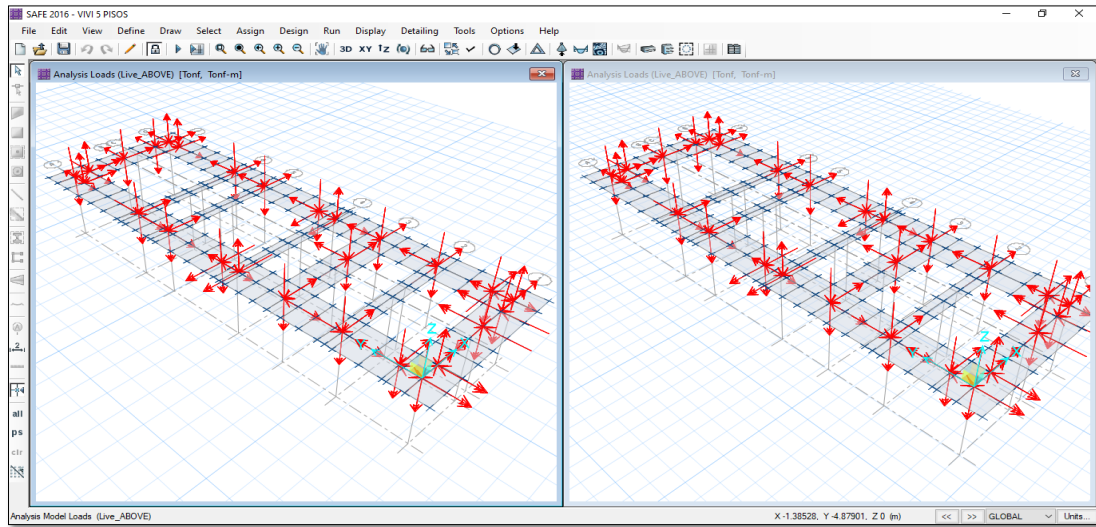 SAFE 2016 - VIVI 5 PISOS
File Edit View Define Draw Select Assign Design Run Display Detailing Tools Options Help
3D XY
Analysis Loads (Live_ABOVE) [Tonf, Tonf-m]
Analysis Loads (Live_ABOVE) [Tonf, Tonf-m]
Z
Z
2
all
ps
clr
Analysis Model Loads (Live_ABOVE)
X -1.38528, Y -4.87901, Z 0 (m)
<< >> GLOBAL Units...